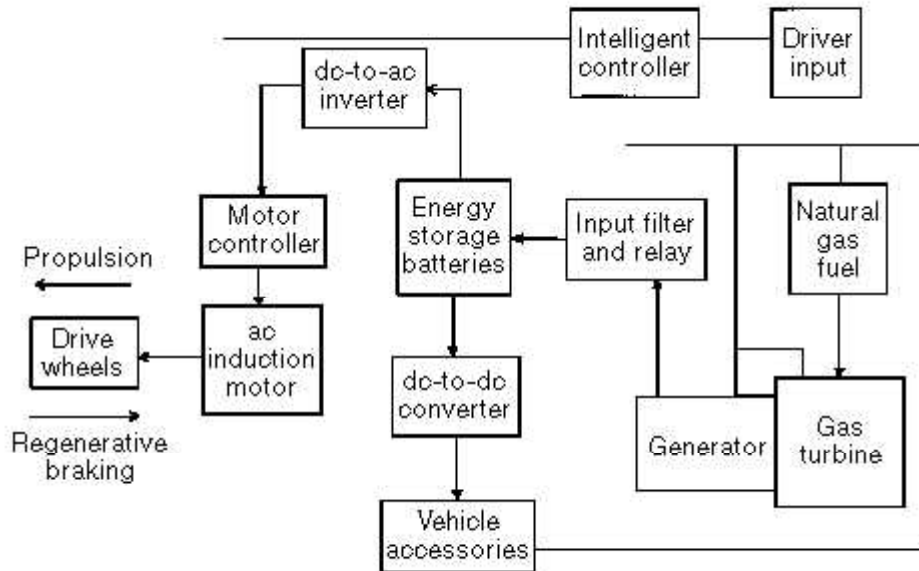 Intelligent
controller
Driver
input
dc-to-ac
inverter
Motor
controller
Energy
storage
batteries
Input filter
and relay
Natural
gas
fuel
Propulsion
Drive
wheels
ac
induction
motor
Regenerative
braking
dc-to-dc
converter
Generator
Gas
turbine
Vehicle
accessories